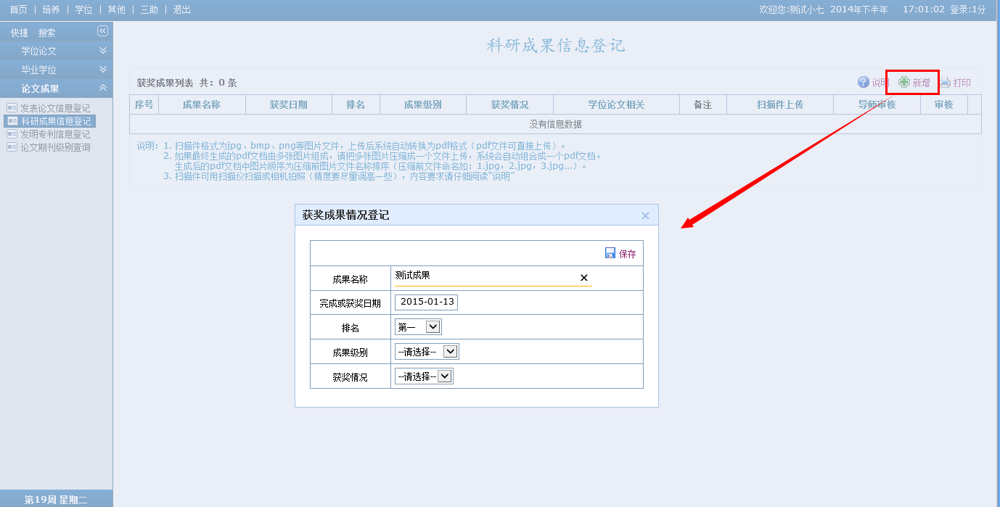 首页 | 培养 | 学位 | 其他 | 三助 | 退出
欢迎您:测试小七 2014年下半年 17:01:02 登录:1分
快捷 搜索
学位论文
毕业学位
论文成果
发表论文信息登记
科研成果信息登记
发明专利信息登记
论文期刊级别查询
第19周 星期二
科研成果信息登记
获奖成果列表 共：0 条
说明 新增 打印
序号 成果名称 获奖日期 排名 成果级别 获奖情况 学位论文相关 备注 扫描件上传 导师审核 审核
没有信息数据
说明：1. 扫描件格式为jpg、bmp、png等图片文件，上传后系统自动转换为pdf格式（pdf文件可直接上传）。
2. 如果最终生成的pdf文档由多张图片组成，请把多张图片压缩成一个文件上传，系统会自动组合成一个pdf文档。
生成后的pdf文档中图片顺序为压缩前图片文件名称排序（压缩前文件命名如：1.jpg，2.jpg，3.jpg...）。
3. 扫描件可用扫描仪扫描或相机拍照（精度要尽量调高一些），内容要求请仔细阅读“说明”
获奖成果情况登记
保存
成果名称 测试成果
完成或获奖日期 2015-01-13
排名 第一
成果级别 --请选择--
获奖情况 --请选择--